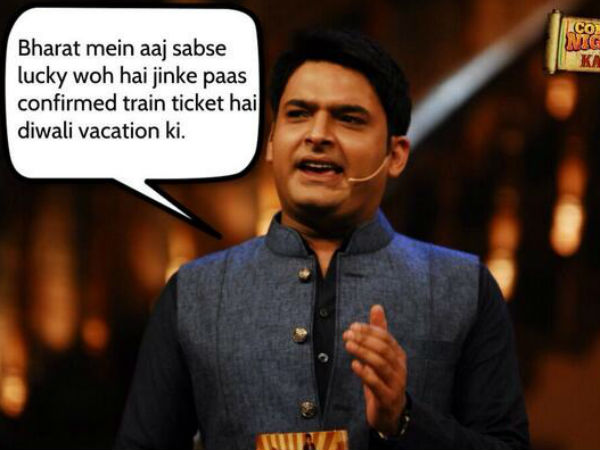 Bharat mein aaj sabse
lucky woh hai jinke paas
confirmed train ticket hai
diwali vacation ki.